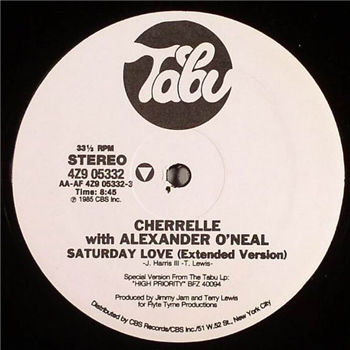 Tabu
33⅓ RPM
STEREO
4Z9 05332
AA-AF 4Z9 05332-3
Time: 8:45
℗ 1985 CBS Inc.
CHERRELLE
with ALEXANDER O'NEAL
SATURDAY LOVE (Extended Version)
-J. Harris III -T. Lewis-
Special Version From The Tabu Lp:
"HIGH PRIORITY" BFZ 40094
Produced by Jimmy Jam and Terry Lewis
for Flyte Tyme Productions
Distributed by CBS Records/CBS Inc./51 W. 52 St., New York City